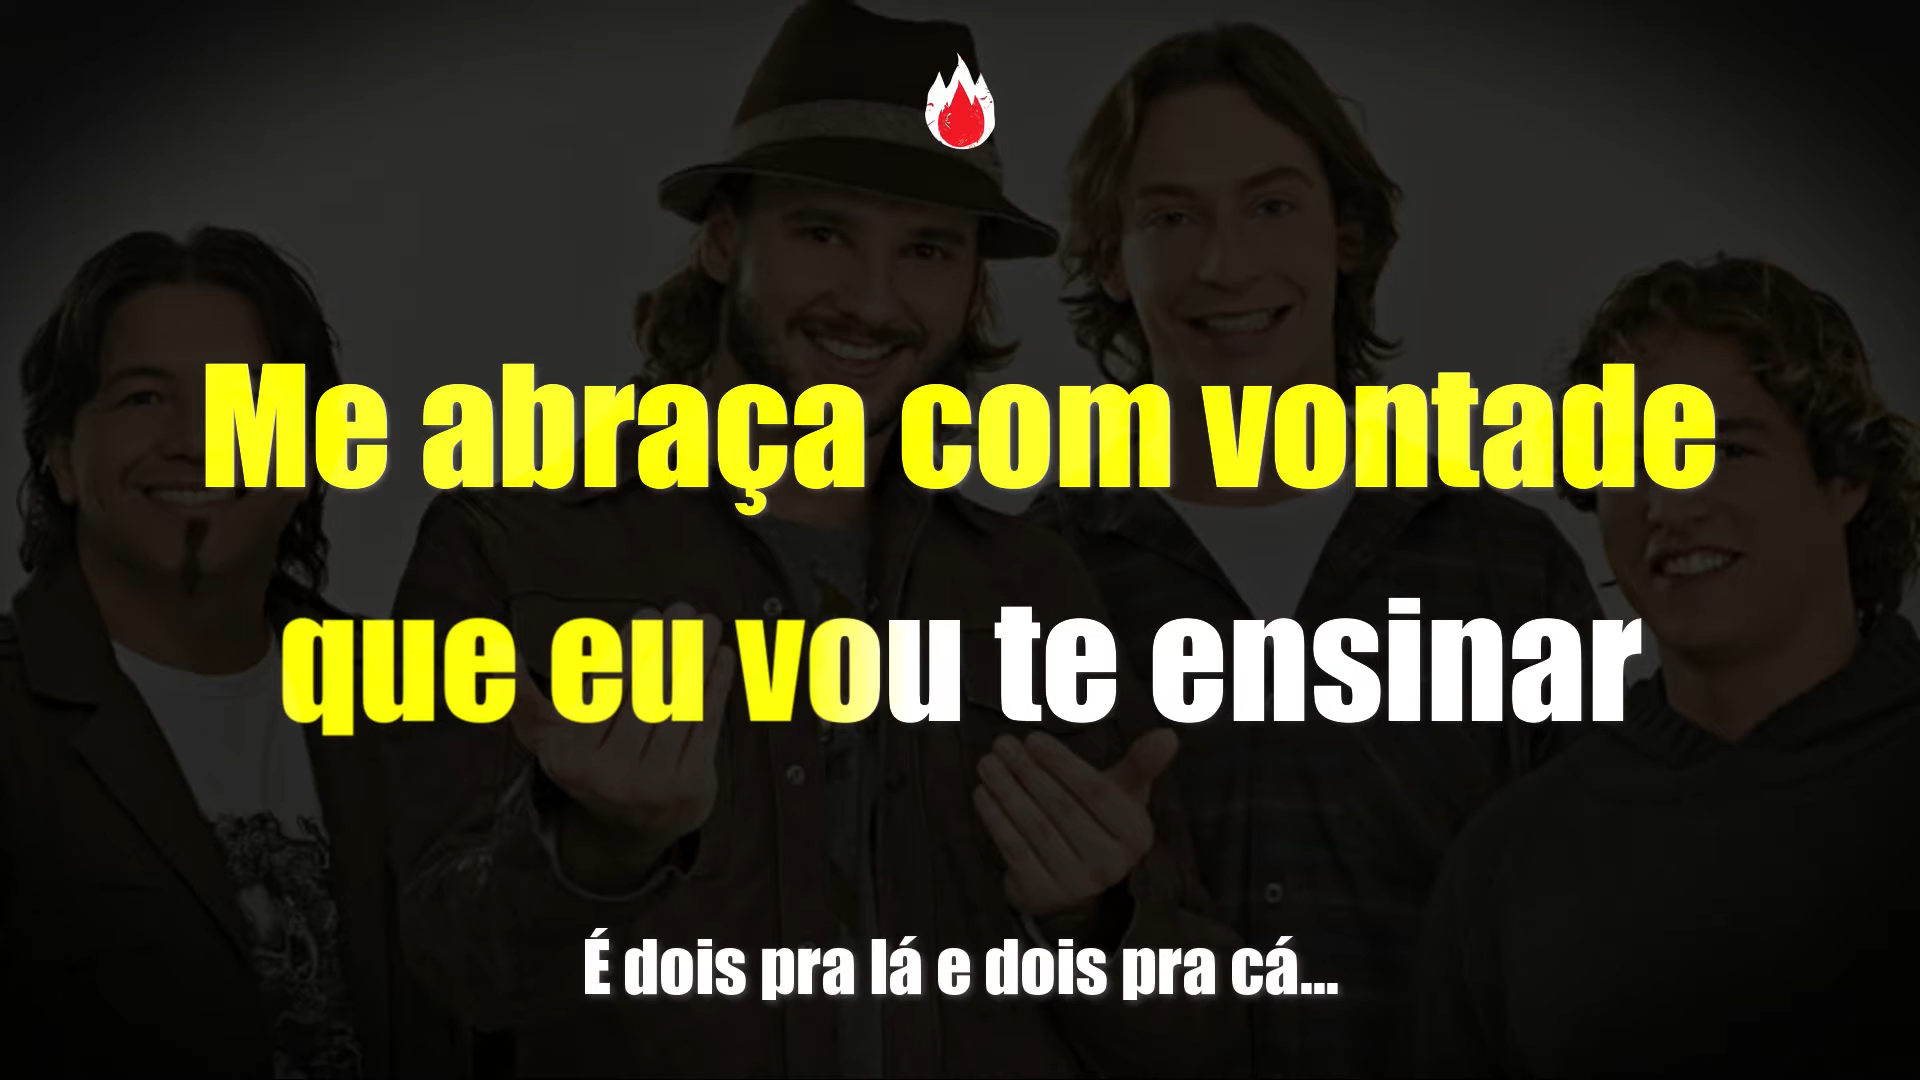 Me abraça com vontade
que eu vou te ensinar
É dois pra lá e dois pra cá...